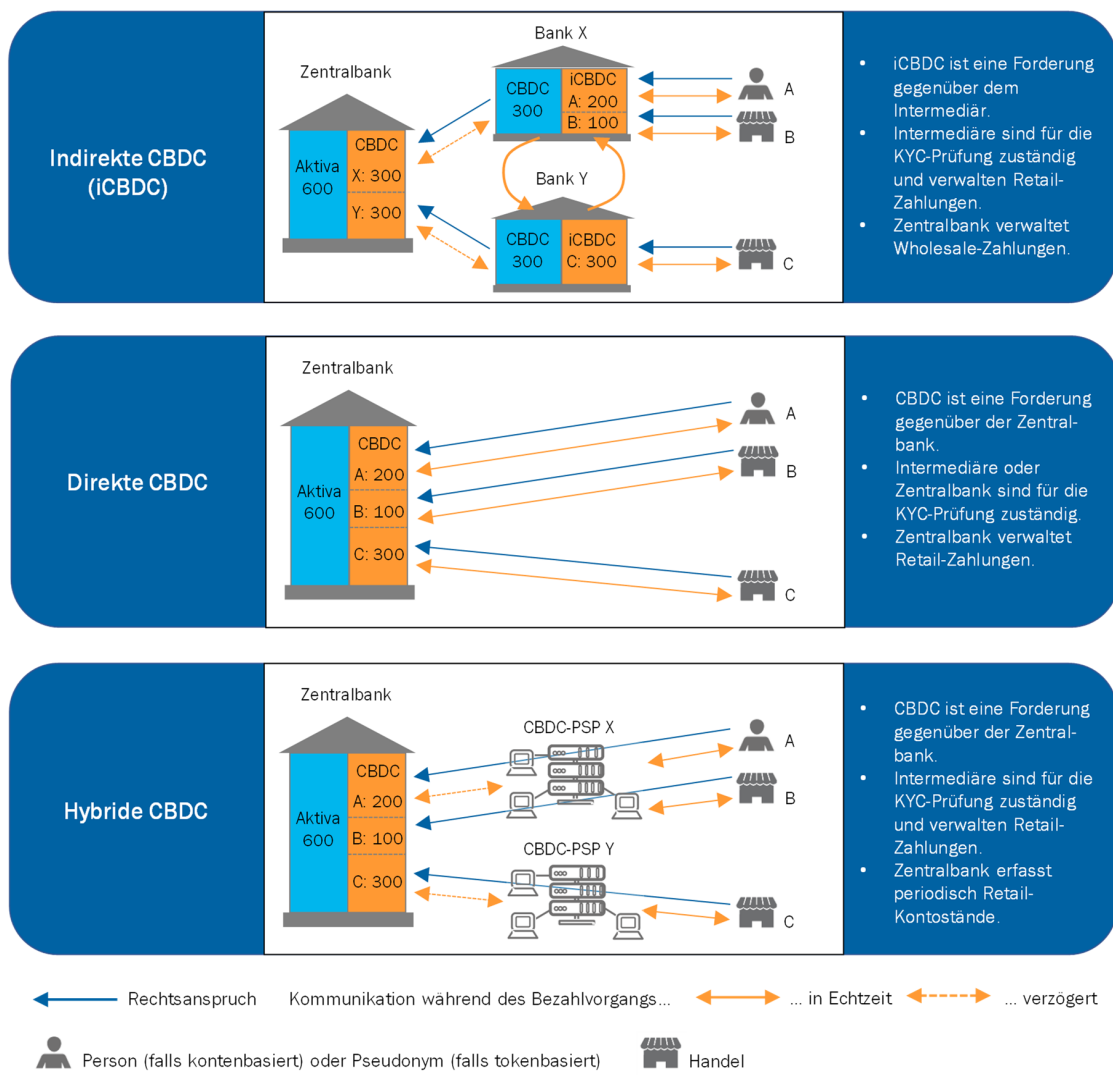 Indirekte CBDC
(iCBDC)
Zentralbank
Aktiva
600
CBDC
X: 300
Y: 300
Bank X
CBDC
300
iCBDC
A: 200
B: 100
Bank Y
CBDC
300
iCBDC
C: 300
A
B
C
• iCBDC ist eine Forderung
gegenüber dem
Intermediär.
• Intermediäre sind für die
KYC-Prüfung zuständig
und verwalten Retail-
Zahlungen.
• Zentralbank verwaltet
Wholesale-Zahlungen.
Direkte CBDC
Zentralbank
Aktiva
600
CBDC
A: 200
B: 100
C: 300
A
B
C
• CBDC ist eine Forderung
gegenüber der Zentral-
bank.
• Intermediäre oder
Zentralbank sind für die
KYC-Prüfung zuständig.
• Zentralbank verwaltet
Retail-Zahlungen.
Hybride CBDC
Zentralbank
Aktiva
600
CBDC
A: 200
B: 100
C: 300
CBDC-PSP X
CBDC-PSP Y
A
B
C
• CBDC ist eine Forderung
gegenüber der Zentral-
bank.
• Intermediäre sind für die
KYC-Prüfung zuständig
und verwalten Retail-
Zahlungen.
• Zentralbank erfasst
periodisch Retail-
Kontostände.
Rechtsanspruch Kommunikation während des Bezahlvorgangs... ... in Echtzeit ... verzögert
Person (falls kontenbasiert) oder Pseudonym (falls tokenbasiert) Handel